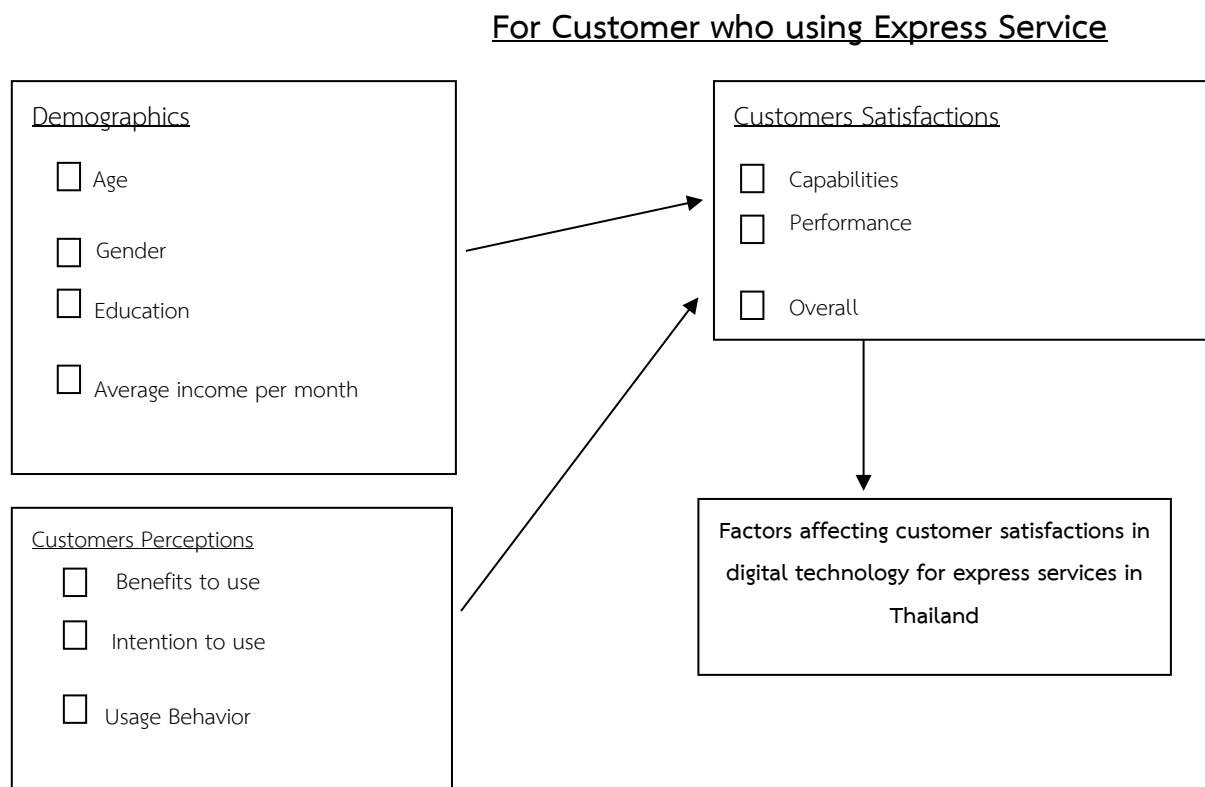 For Customer who using Express Service
Demographics
Age
Gender
Education
Average income per month
Customers Perceptions
Benefits to use
Intention to use
Usage Behavior
Customers Satisfactions
Capabilities
Performance
Overall
Factors affecting customer satisfactions in
digital technology for express services in
Thailand